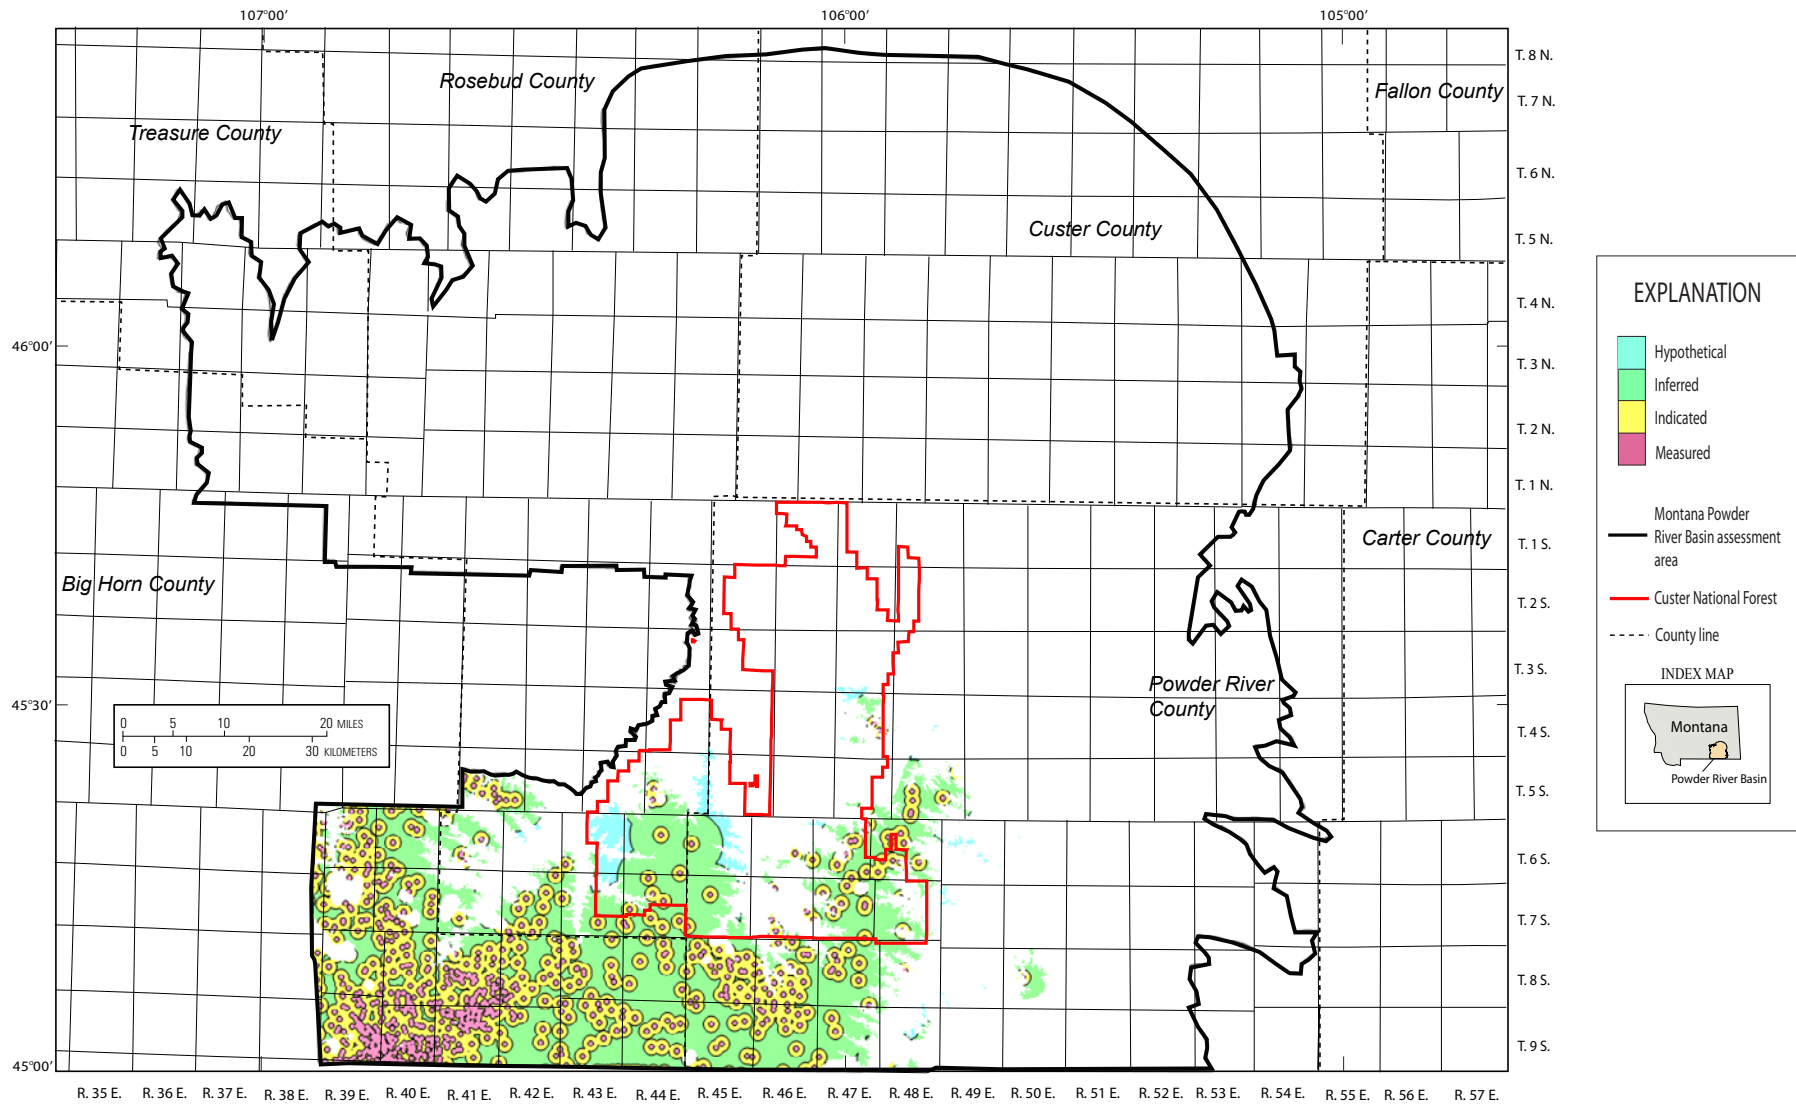 107°00′
106°00′
105°00′
Rosebud County
Treasure County
Fallon County
Custer County
Big Horn County
Carter County
Powder River
County
46°00′
45°30′
45°00′
T. 8 N.
T. 7 N.
T. 6 N.
T. 5 N.
T. 4 N.
T. 3 N.
T. 2 N.
T. 1 N.
T. 1 S.
T. 2 S.
T. 3 S.
T. 4 S.
T. 5 S.
T. 6 S.
T. 7 S.
T. 8 S.
T. 9 S.
0 5 10 20 MILES
0 5 10 20 30 KILOMETERS
R. 35 E. R. 36 E. R. 37 E. R. 38 E. R. 39 E. R. 40 E. R. 41 E. R. 42 E. R. 43 E. R. 44 E. R. 45 E. R. 46 E. R. 47 E. R. 48 E. R. 49 E. R. 50 E. R. 51 E. R. 52 E. R. 53 E. R. 54 E. R. 55 E. R. 56 E. R. 57 E.
EXPLANATION
Hypothetical
Inferred
Indicated
Measured
Montana Powder
River Basin assessment
area
Custer National Forest
County line
INDEX MAP
Montana
Powder River Basin